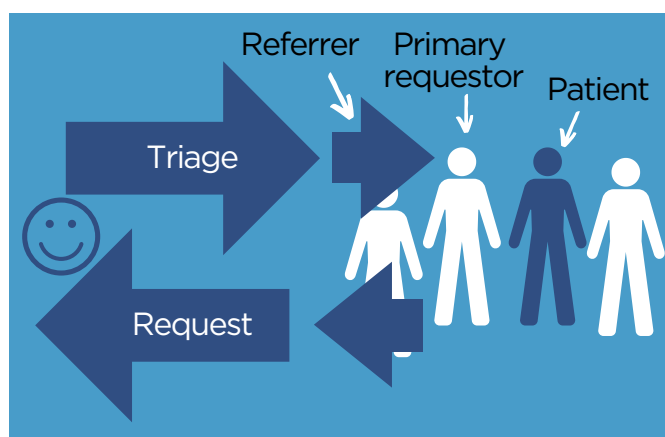 Referrer
Primary
requestor
Patient
Triage
Request